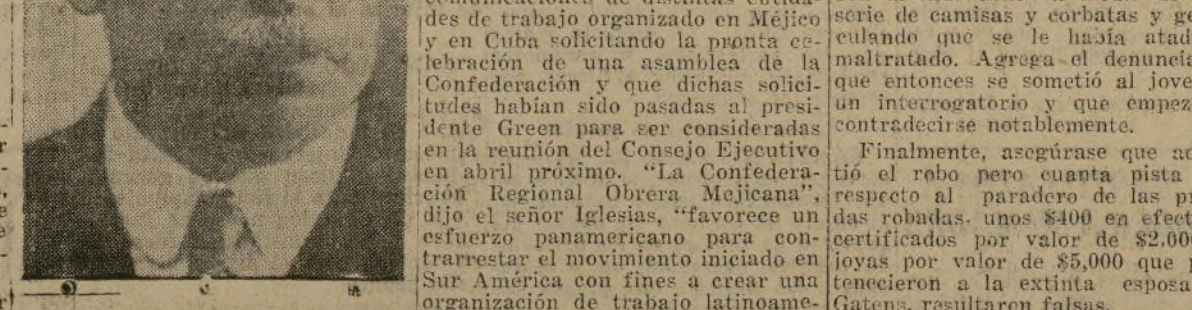 comunicaciones de distintas entida-
des de trabajo organizado en Méjico
y en Cuba solicitando la pronta ce-
lebración de una asamblea de la
Confederación y que dichas solici-
tudes habían sido pasadas al presi-
dente Green para ser consideradas
en la reunión del Consejo Ejecutivo
en abril próximo. “La Confedera-
ción Regional Obrera Mejicana”,
dijo el señor Iglesias, “favorece un
esfuerzo panamericano para con-
trarrestar el movimiento iniciado en
Sur América con fines a crear una
organización de trabajo latinoame-
serie de camisas y corbatas y
culando que se le había
maltratado. Agrega el
que entonces se sometió al
un interrogatorio y que
contradecirse notablemente.
Finalmente, asegúrase que
tió el robo pero cuanta pista
respecto al paradero de las
das robadas, unos $400 en
certificados por valor de
joyas por valor de $5,000 que
tenecieron a la extinta esposa
Gatens, resultaron falsas.